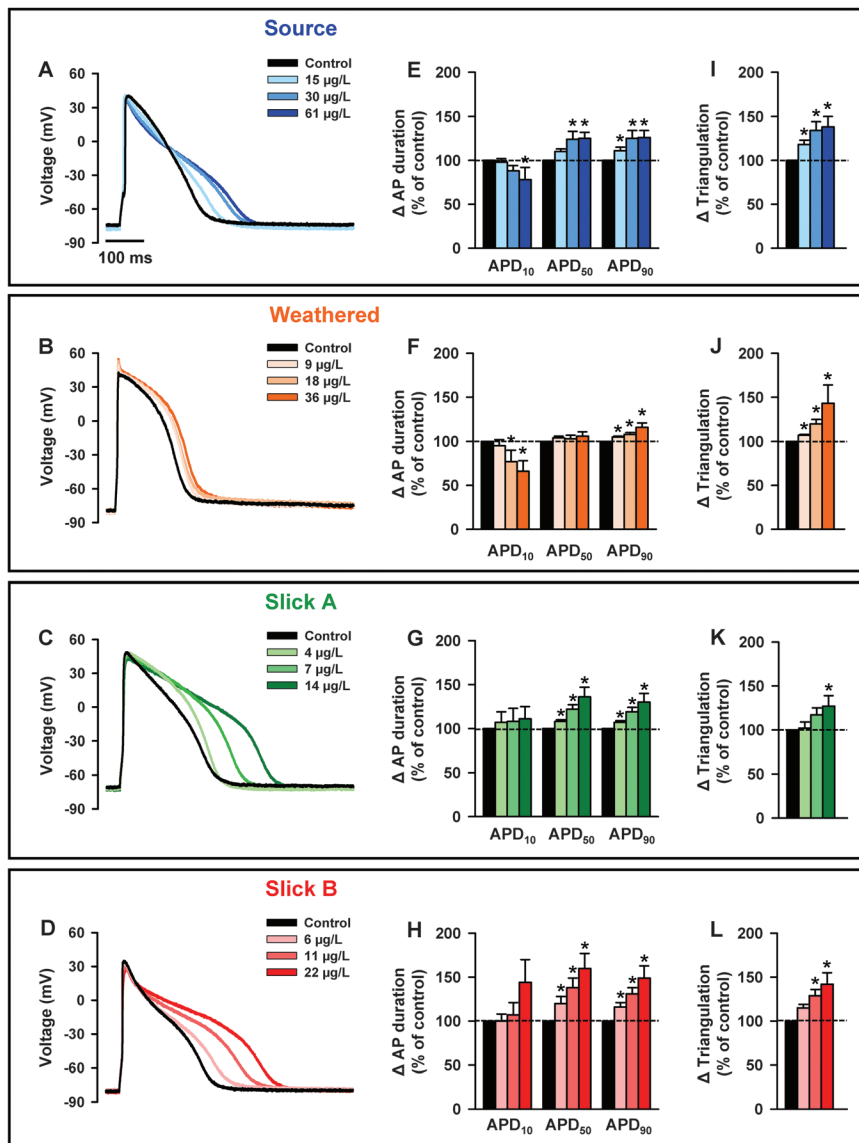 Source
A
Voltage (mV)
60
30
0
-30
-60
-90
100 ms
Control
15 µg/L
30 µg/L
61 µg/L
E
Δ AP duration
(% of control)
200
150
100
50
0
* * * * * *
APD10 APD50 APD90
I
Δ Triangulation
(% of control)
200
150
100
50
0
* * *
Weathered
B
Voltage (mV)
60
30
0
-30
-60
-90
Control
9 µg/L
18 µg/L
36 µg/L
F
Δ AP duration
(% of control)
200
150
100
50
0
* * * * *
APD10 APD50 APD90
J
Δ Triangulation
(% of control)
200
150
100
50
0
* * *
Slick A
C
Voltage (mV)
60
30
0
-30
-60
-90
Control
4 µg/L
7 µg/L
14 µg/L
G
Δ AP duration
(% of control)
200
150
100
50
0
* * * * * *
APD10 APD50 APD90
K
Δ Triangulation
(% of control)
200
150
100
50
0
*
Slick B
D
Voltage (mV)
60
30
0
-30
-60
-90
Control
6 µg/L
11 µg/L
22 µg/L
H
Δ AP duration
(% of control)
200
150
100
50
0
* * * * * *
APD10 APD50 APD90
L
Δ Triangulation
(% of control)
200
150
100
50
0
* *